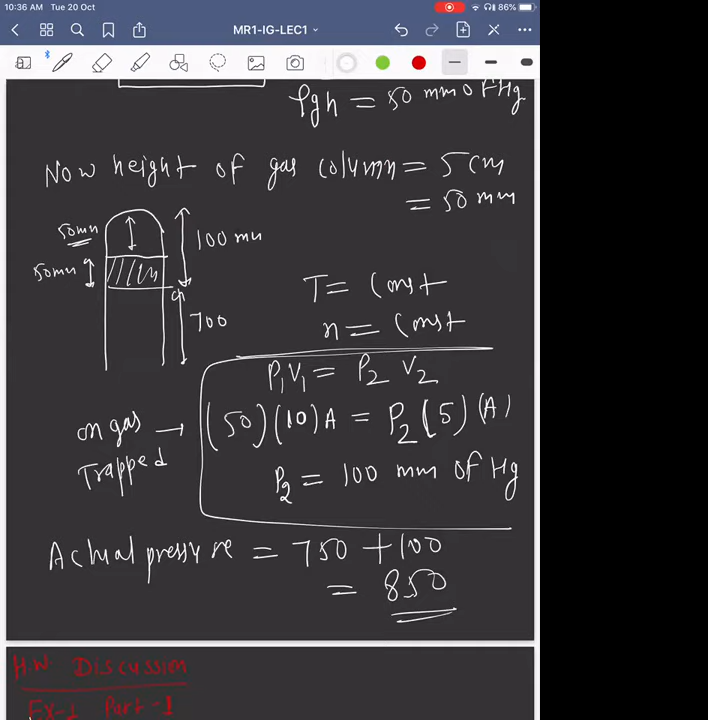 10:36 AM Tue 20 Oct
86%
MR1-IG-LEC1
ρgh = 50 mm OF Hg
Now height of gas column = 5 cm
= 50 mm
50mm
100 mm
50mm
700
T = Const
n = Const
P₁V₁ = P₂ V₂
on gas Trapped → (50)(10)A = P₂(5)(A)
P₂ = 100 mm of Hg
Actual pressure = 750 + 100
= 850
H.W. Discussion
Ex-1 Part-1